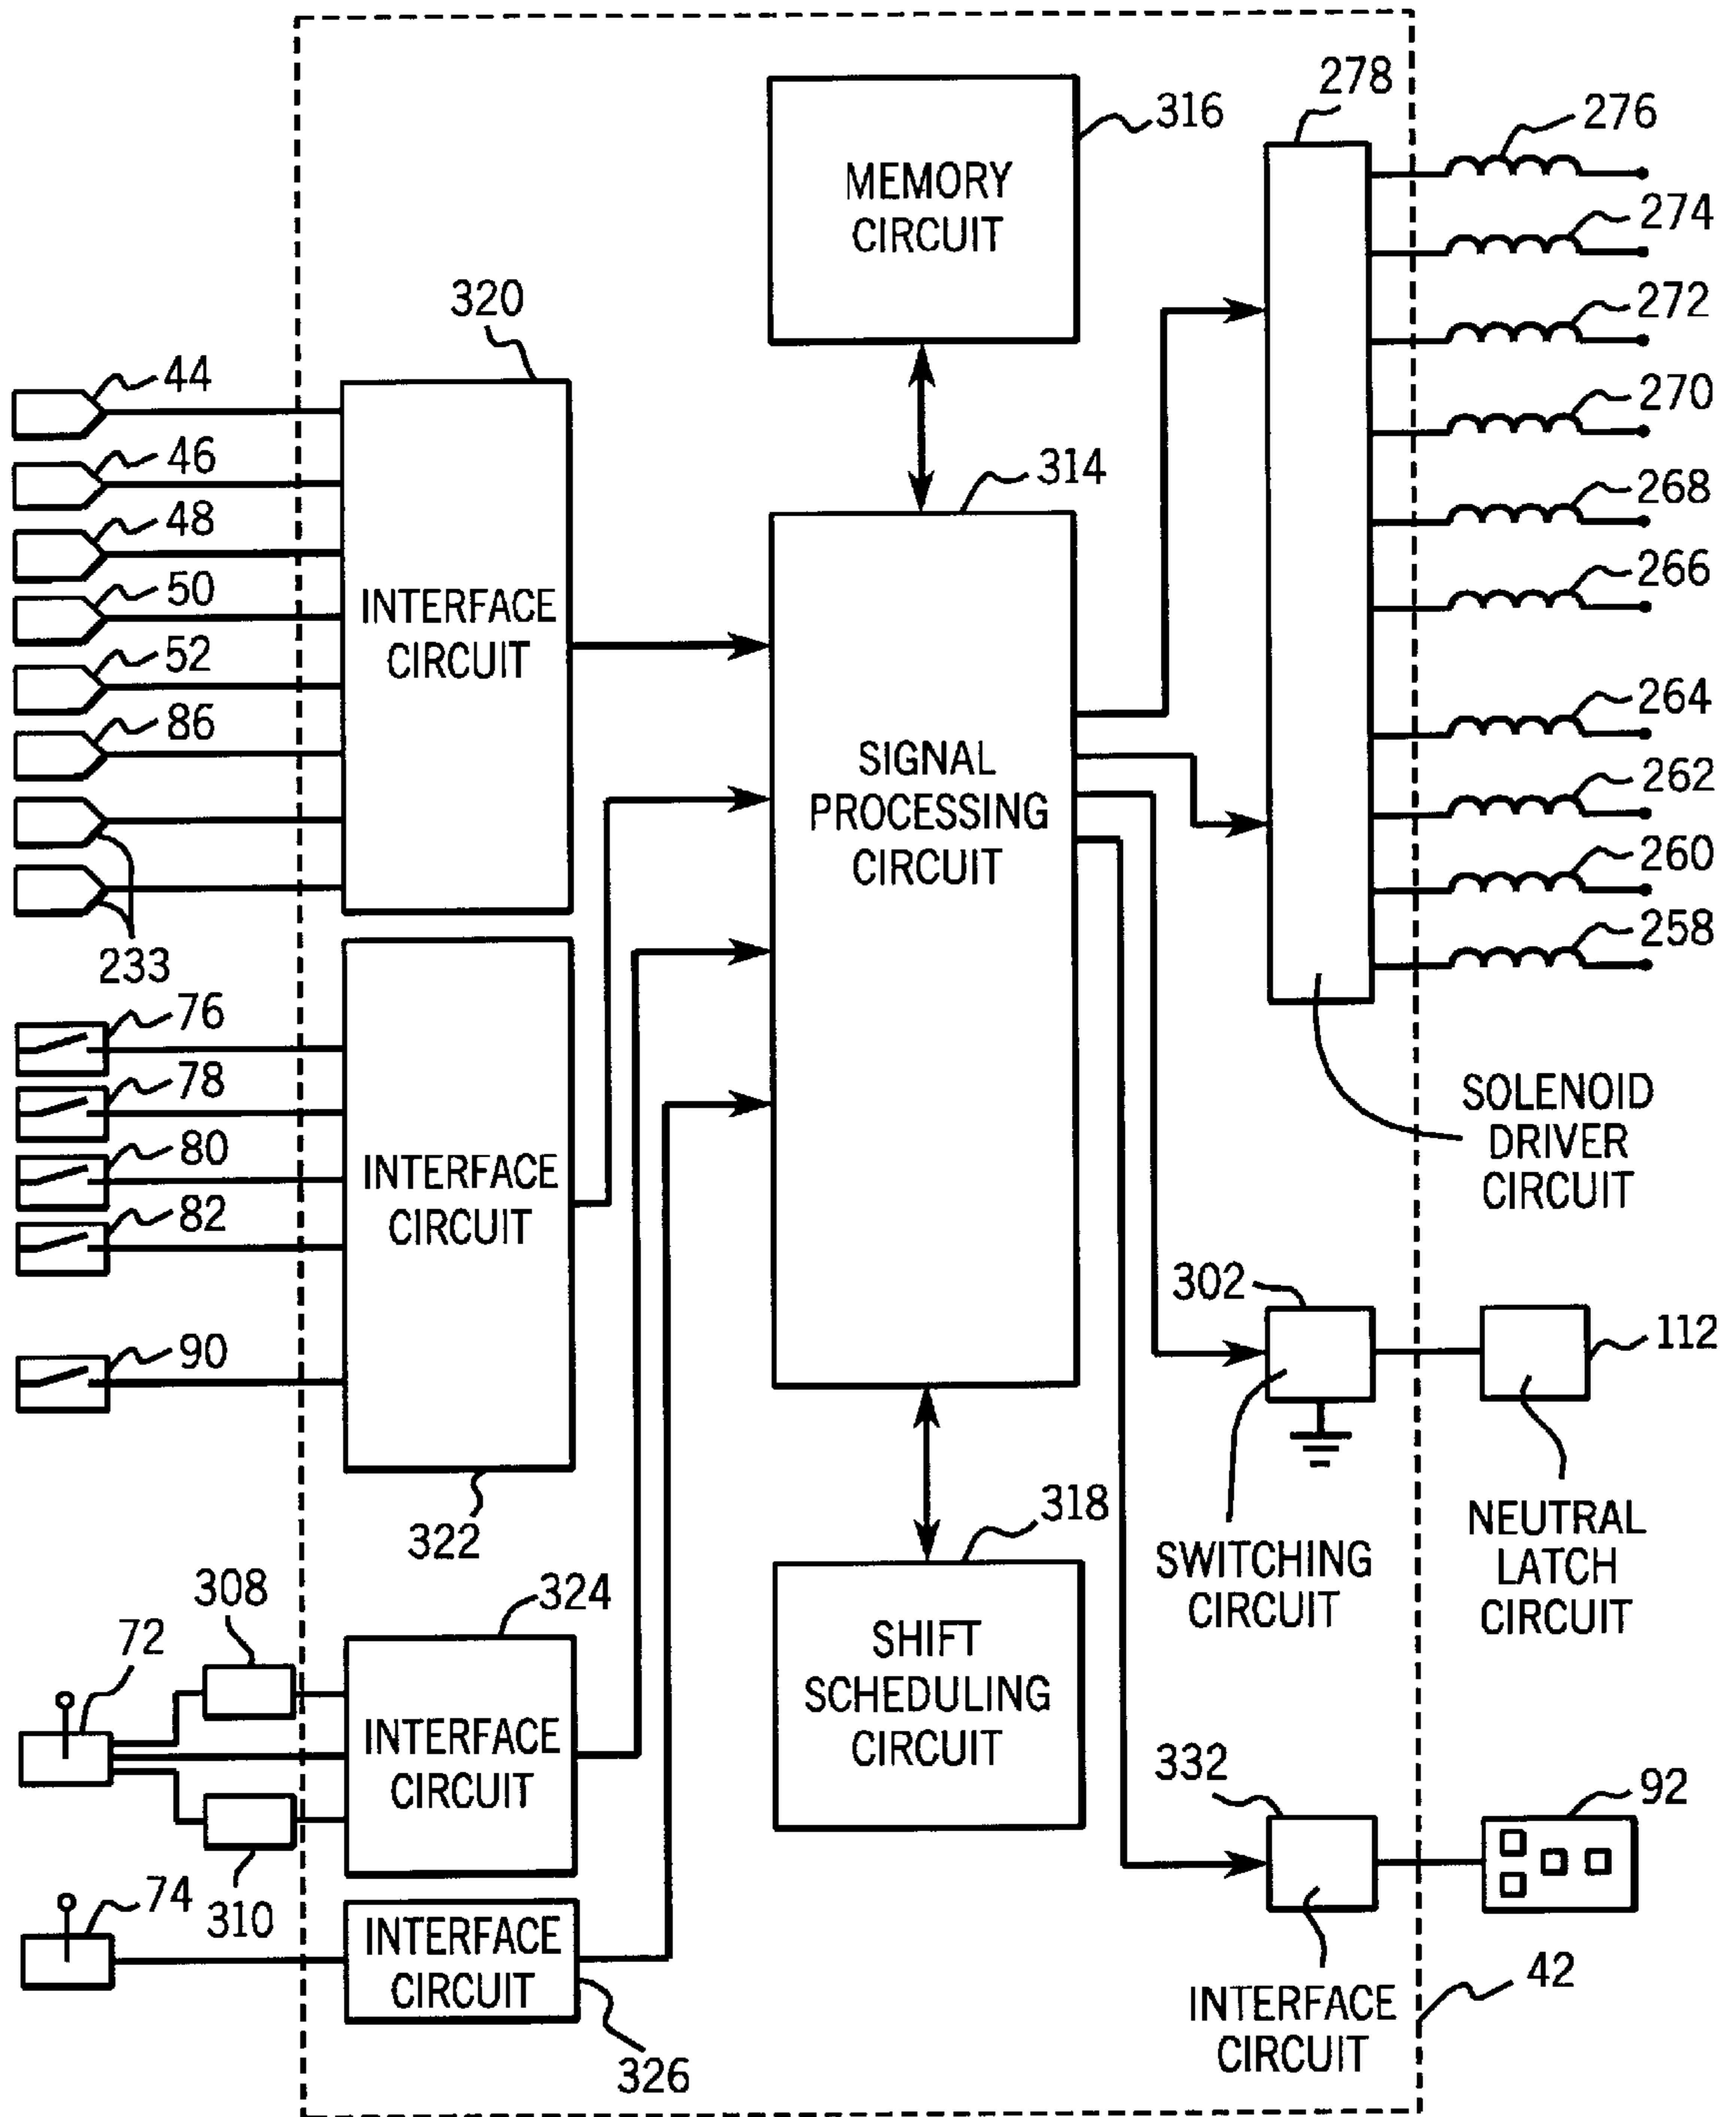 278
276
316
MEMORY
CIRCUIT
274
272
320
44
270
46
314
268
48
50
INTERFACE
CIRCUIT
266
52
264
86
SIGNAL
PROCESSING
CIRCUIT
262
260
258
233
76
78
SOLENOID
DRIVER
CIRCUIT
80
INTERFACE
CIRCUIT
82
302
112
90
318
322
NEUTRAL
LATCH
CIRCUIT
SWITCHING
CIRCUIT
308
324
72
SHIFT
SCHEDULING
CIRCUIT
INTERFACE
CIRCUIT
332
92
74
310
INTERFACE
CIRCUIT
42
INTERFACE
CIRCUIT
326